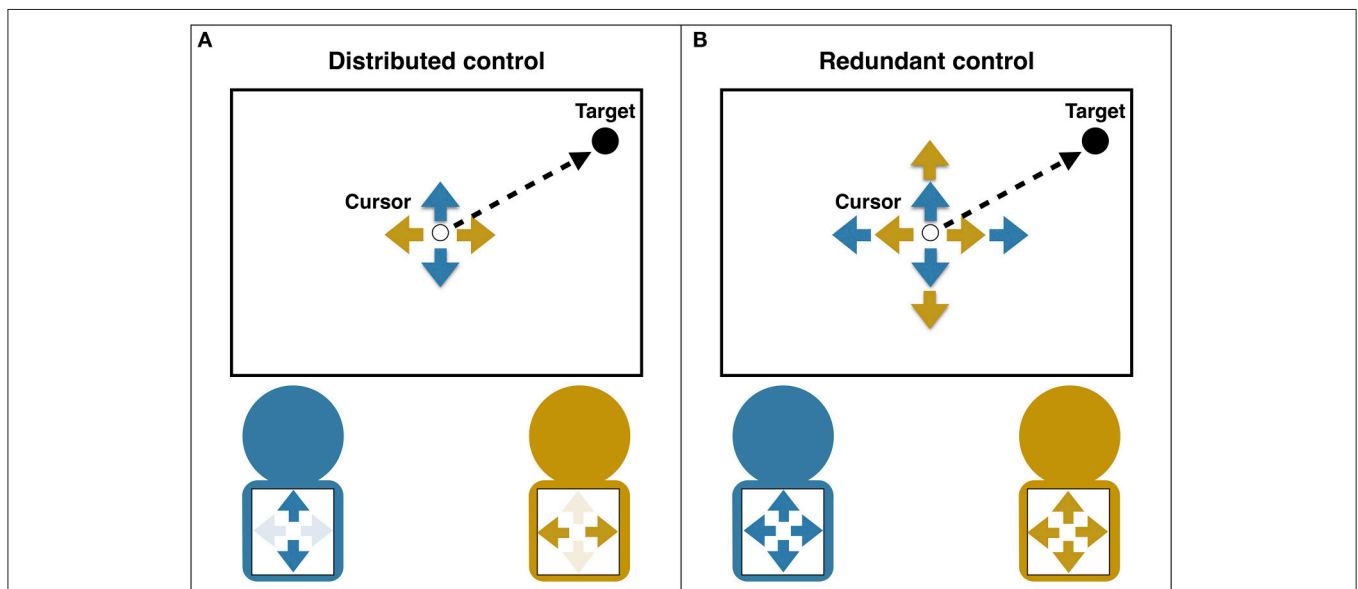 A
Distributed control
Target
Cursor
B
Redundant control
Target
Cursor